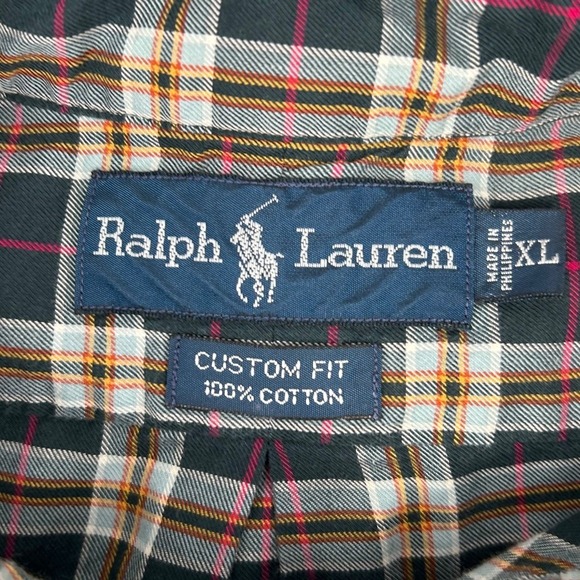 Ralph Lauren
MADE IN
PHILIPPINES
XL
CUSTOM FIT
100% COTTON